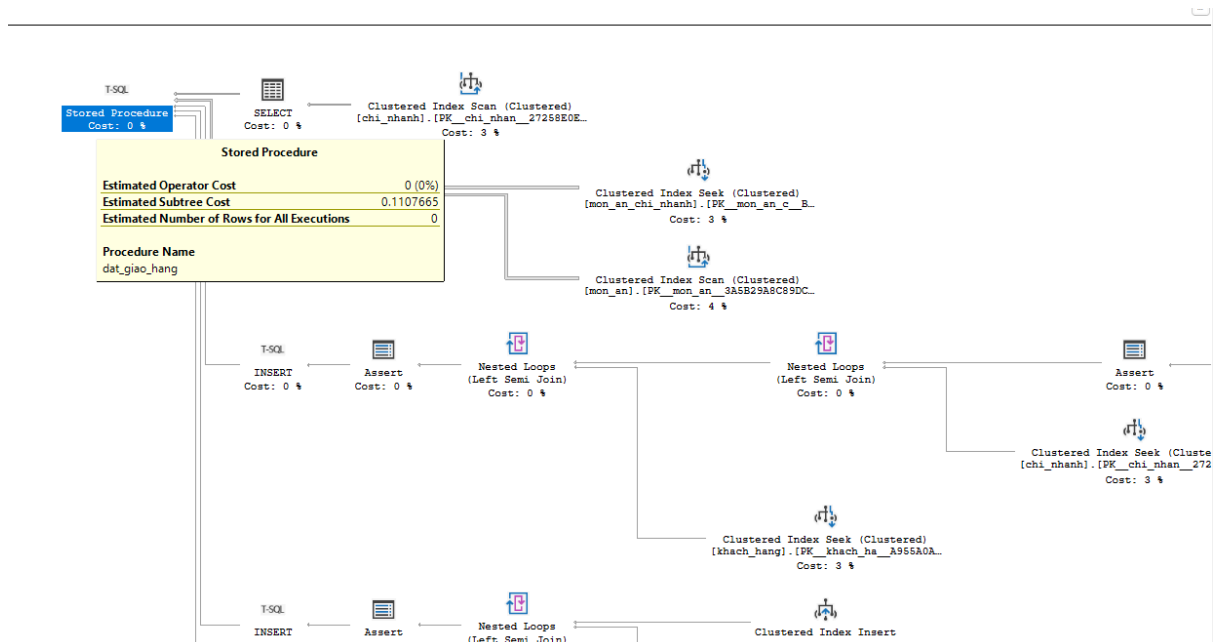 T-SQL
Stored Procedure
Cost: 0 %
SELECT
Cost: 0 %
Clustered Index Scan (Clustered)
[chi_nhanh].[PK__chi_nhan__27258E0E…
Cost: 3 %
Stored Procedure
Estimated Operator Cost 0 (0%)
Estimated Subtree Cost 0.1107665
Estimated Number of Rows for All Executions 0
Procedure Name
dat_giao_hang
Clustered Index Seek (Clustered)
[mon_an_chi_nhanh].[PK__mon_an_c__B…
Cost: 3 %
Clustered Index Scan (Clustered)
[mon_an].[PK__mon_an__3A5B29A8C89DC…
Cost: 4 %
T-SQL
INSERT
Cost: 0 %
Assert
Cost: 0 %
Nested Loops
(Left Semi Join)
Cost: 0 %
Nested Loops
(Left Semi Join)
Cost: 0 %
Assert
Cost: 0 %
Clustered Index Seek (Cluste
[chi_nhanh].[PK__chi_nhan__272
Cost: 3 %
Clustered Index Seek (Clustered)
[khach_hang].[PK__khach_ha__A955A0A…
Cost: 3 %
T-SQL
INSERT
Assert
Nested Loops
(Left Semi Join)
Clustered Index Insert